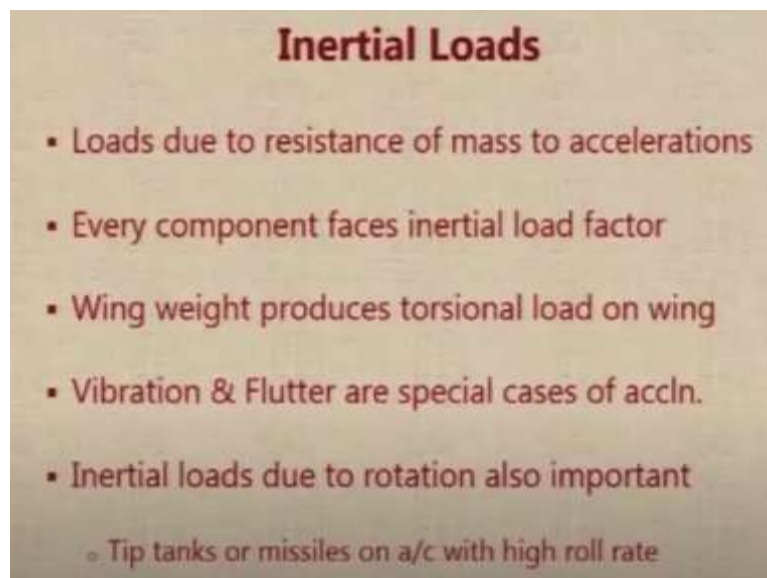 Inertial Loads
▪ Loads due to resistance of mass to accelerations
▪ Every component faces inertial load factor
▪ Wing weight produces torsional load on wing
▪ Vibration & Flutter are special cases of accln.
▪ Inertial loads due to rotation also important
○ Tip tanks or missiles on a/c with high roll rate